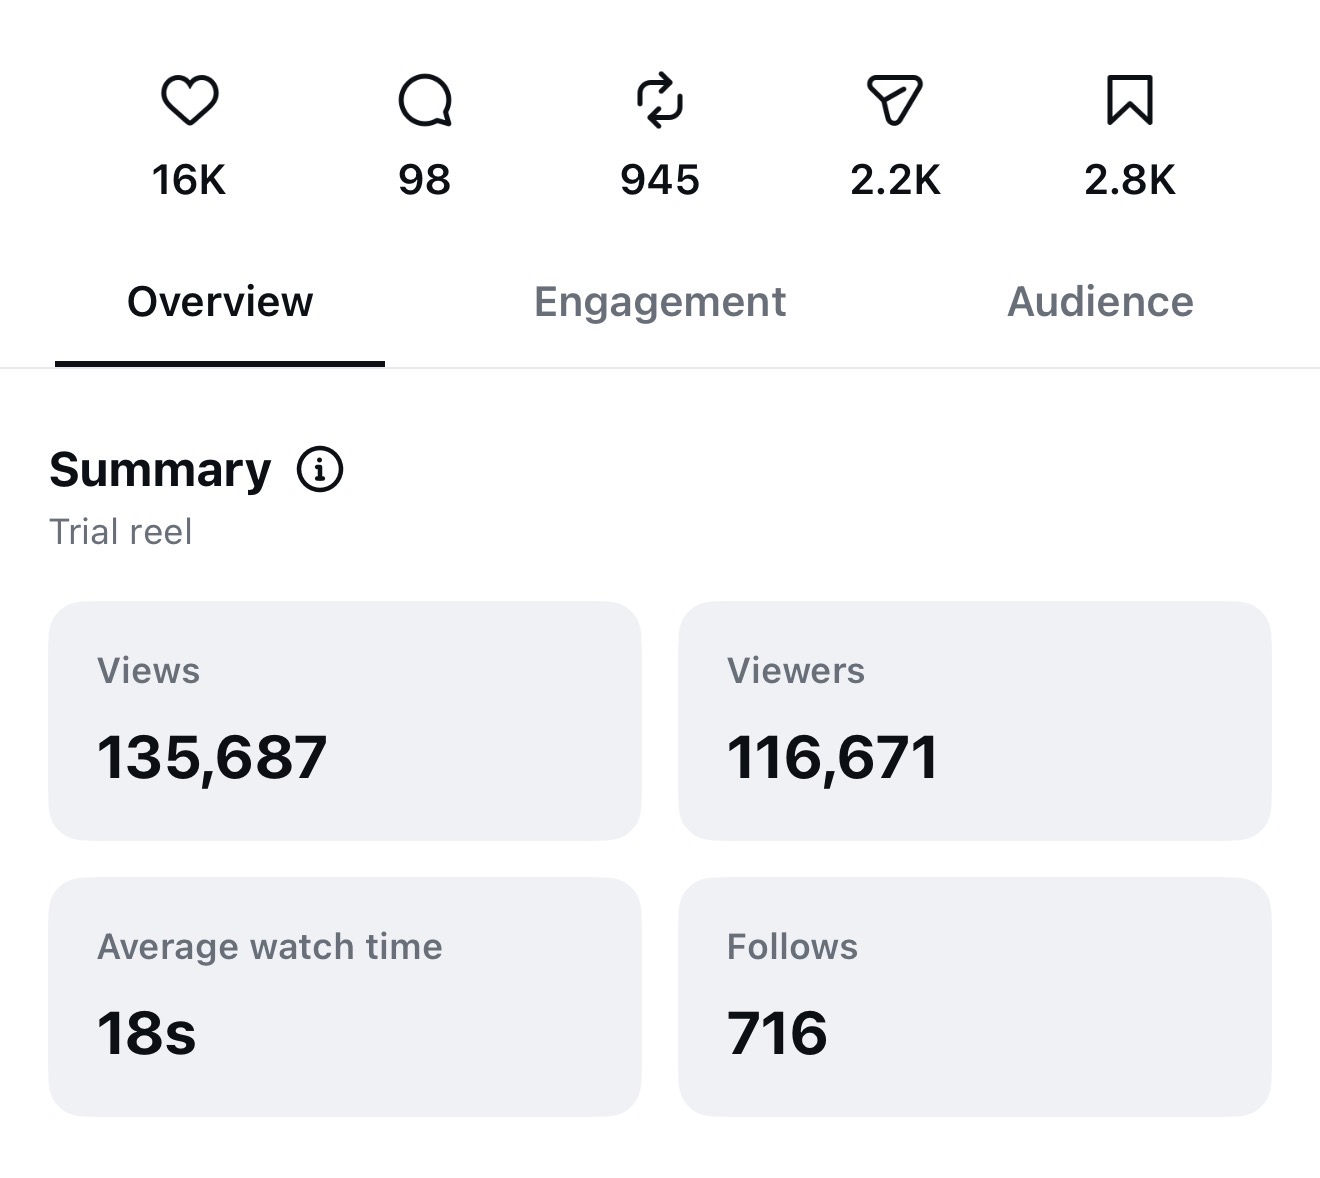 16K 98 945 2.2K 2.8K
Overview Engagement Audience
Summary
Trial reel
Views Viewers
135,687 116,671
Average watch time Follows
18s 716